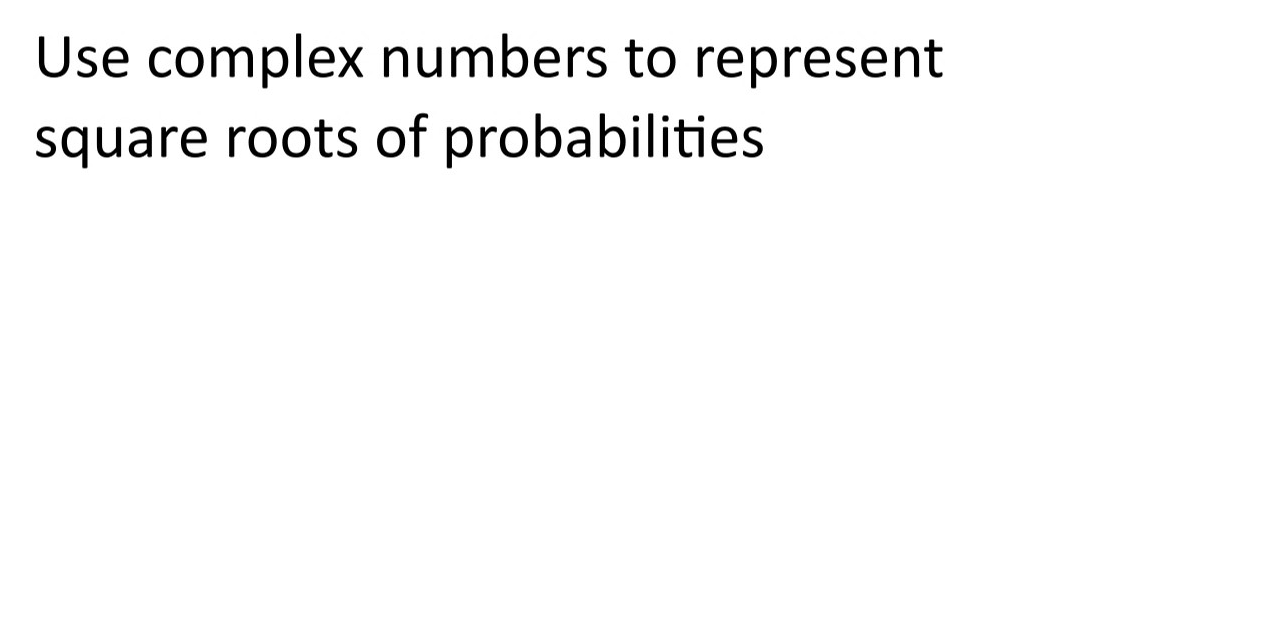 Use complex numbers to represent
square roots of probabilities